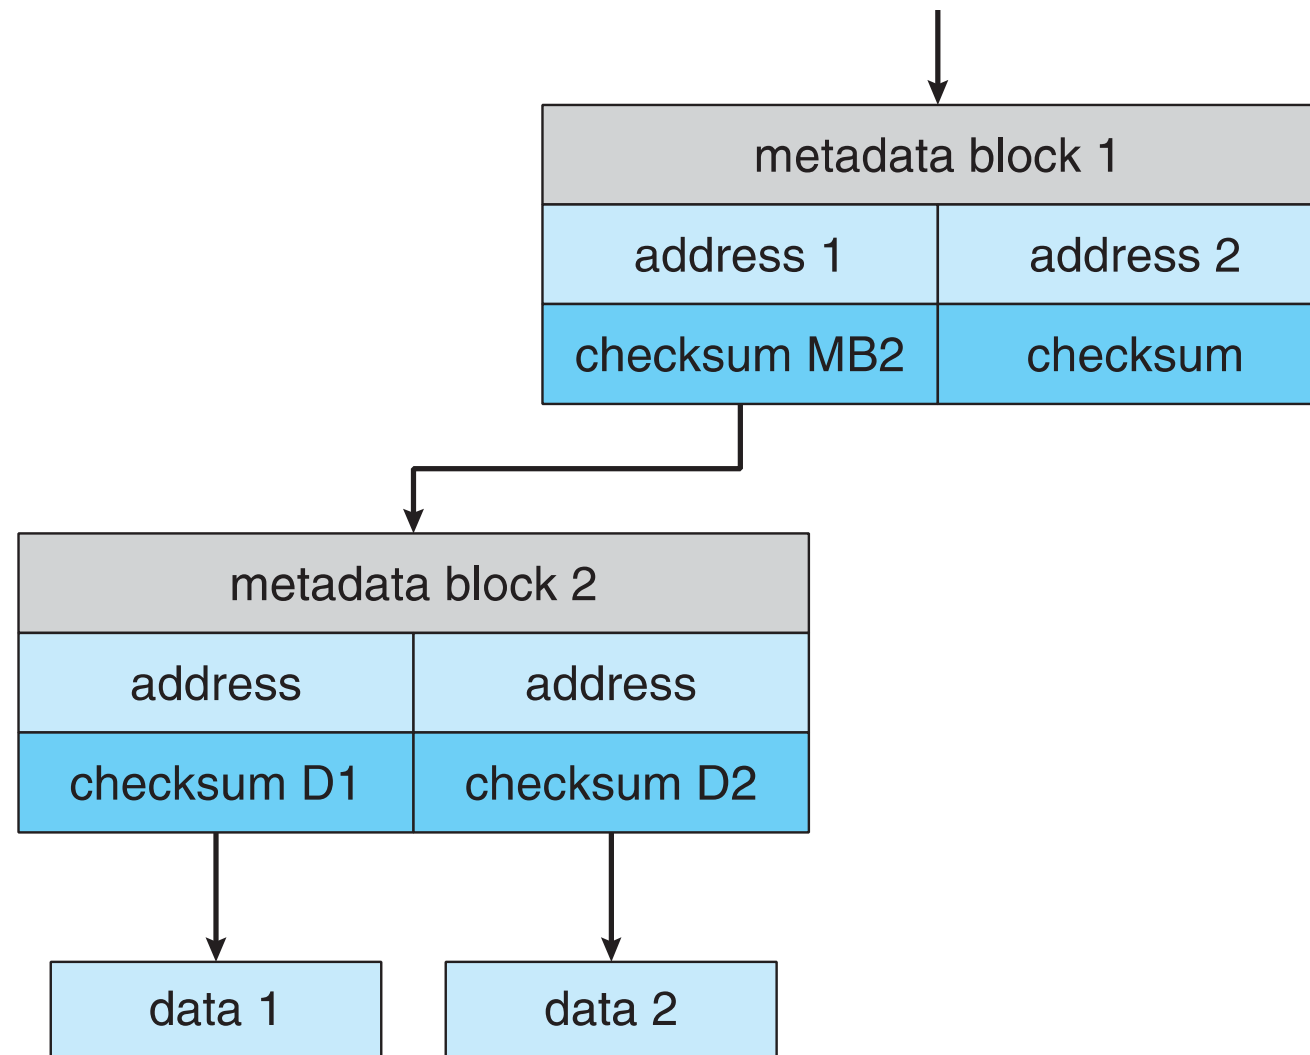 metadata block 1
address 1 address 2
checksum MB2 checksum
metadata block 2
address address
checksum D1 checksum D2
data 1 data 2